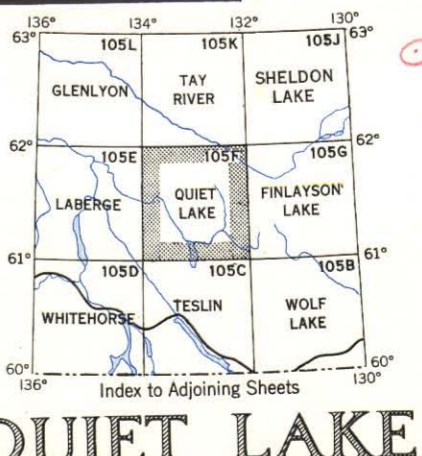 136° 134° 132° 130°
63° 105L 105K 105J 63°
GLENLYON TAY RIVER SHELDON LAKE
62° 62°
105E 105F 105G
LABERGE QUIET LAKE FINLAYSON LAKE
61° 61°
105D 105C 105B
WHITEHORSE TESLIN WOLF LAKE
60° 60°
136° 130°
Index to Adjoining Sheets
QUIET LAKE